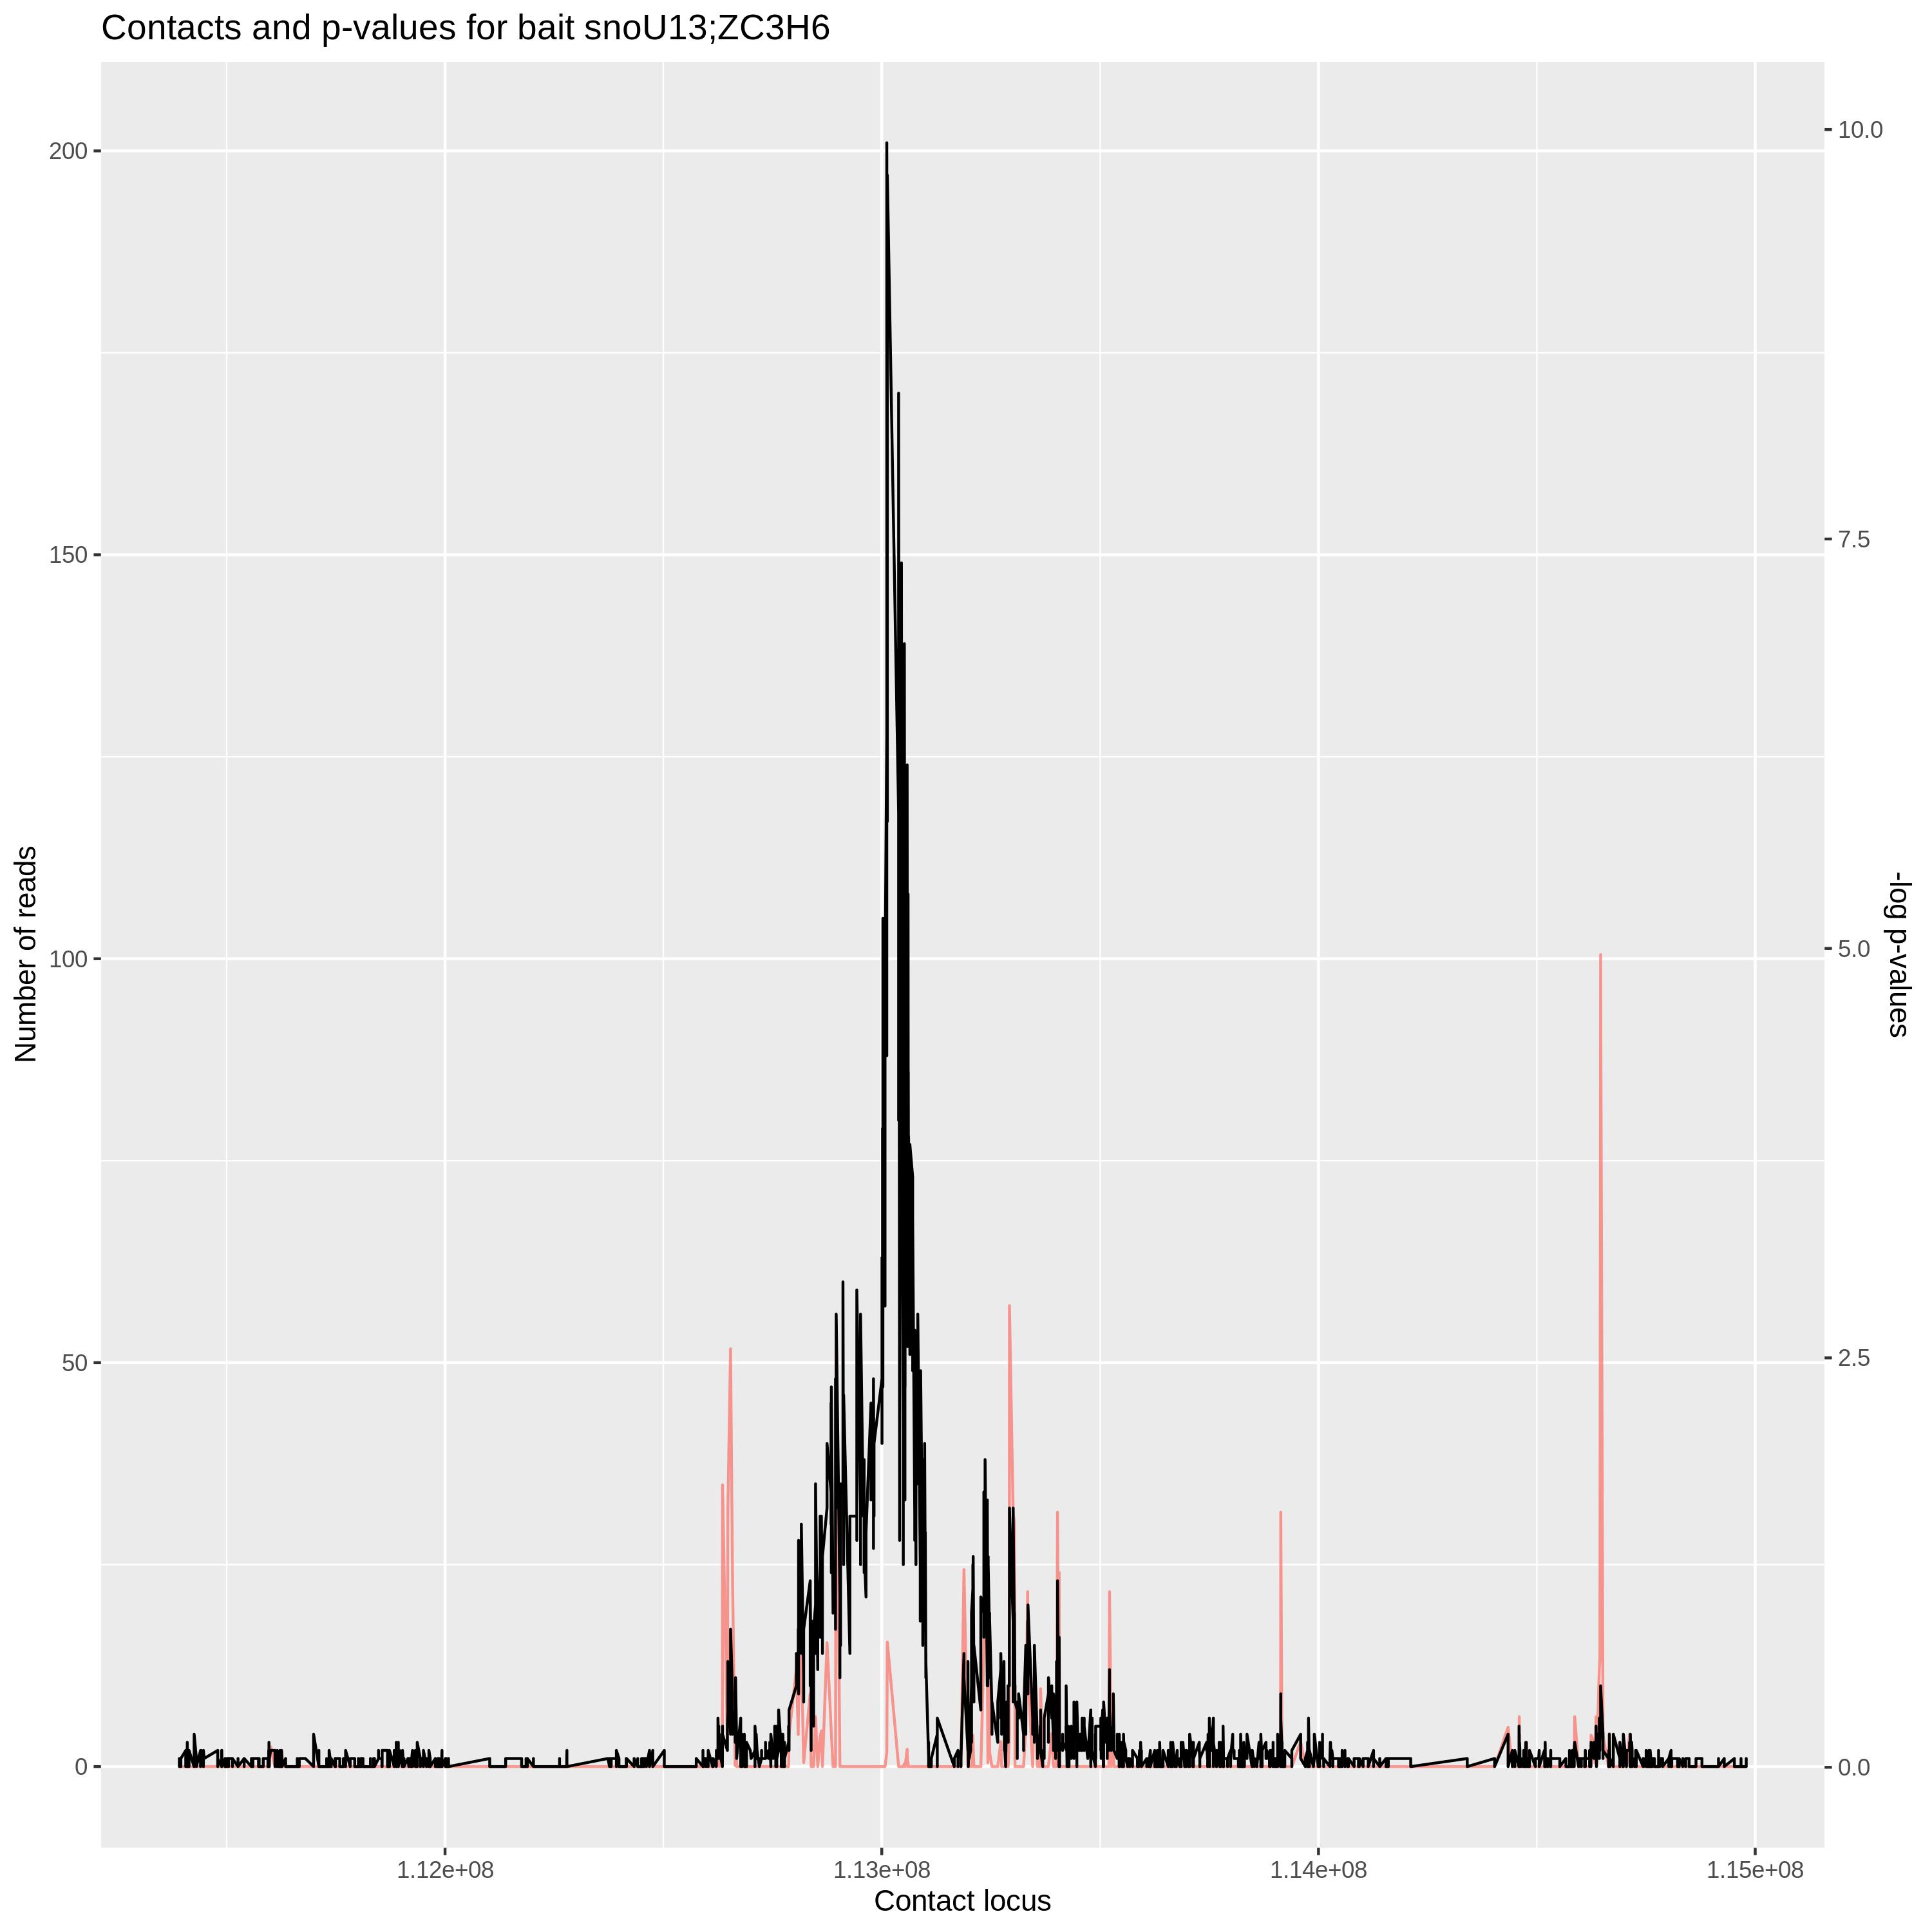 Contacts and p-values for bait snoU13;ZC3H6
200
150
100
50
0
Number of reads
10.0
7.5
5.0
2.5
0.0
-log p-values
1.12e+08
1.13e+08
1.14e+08
1.15e+08
Contact locus